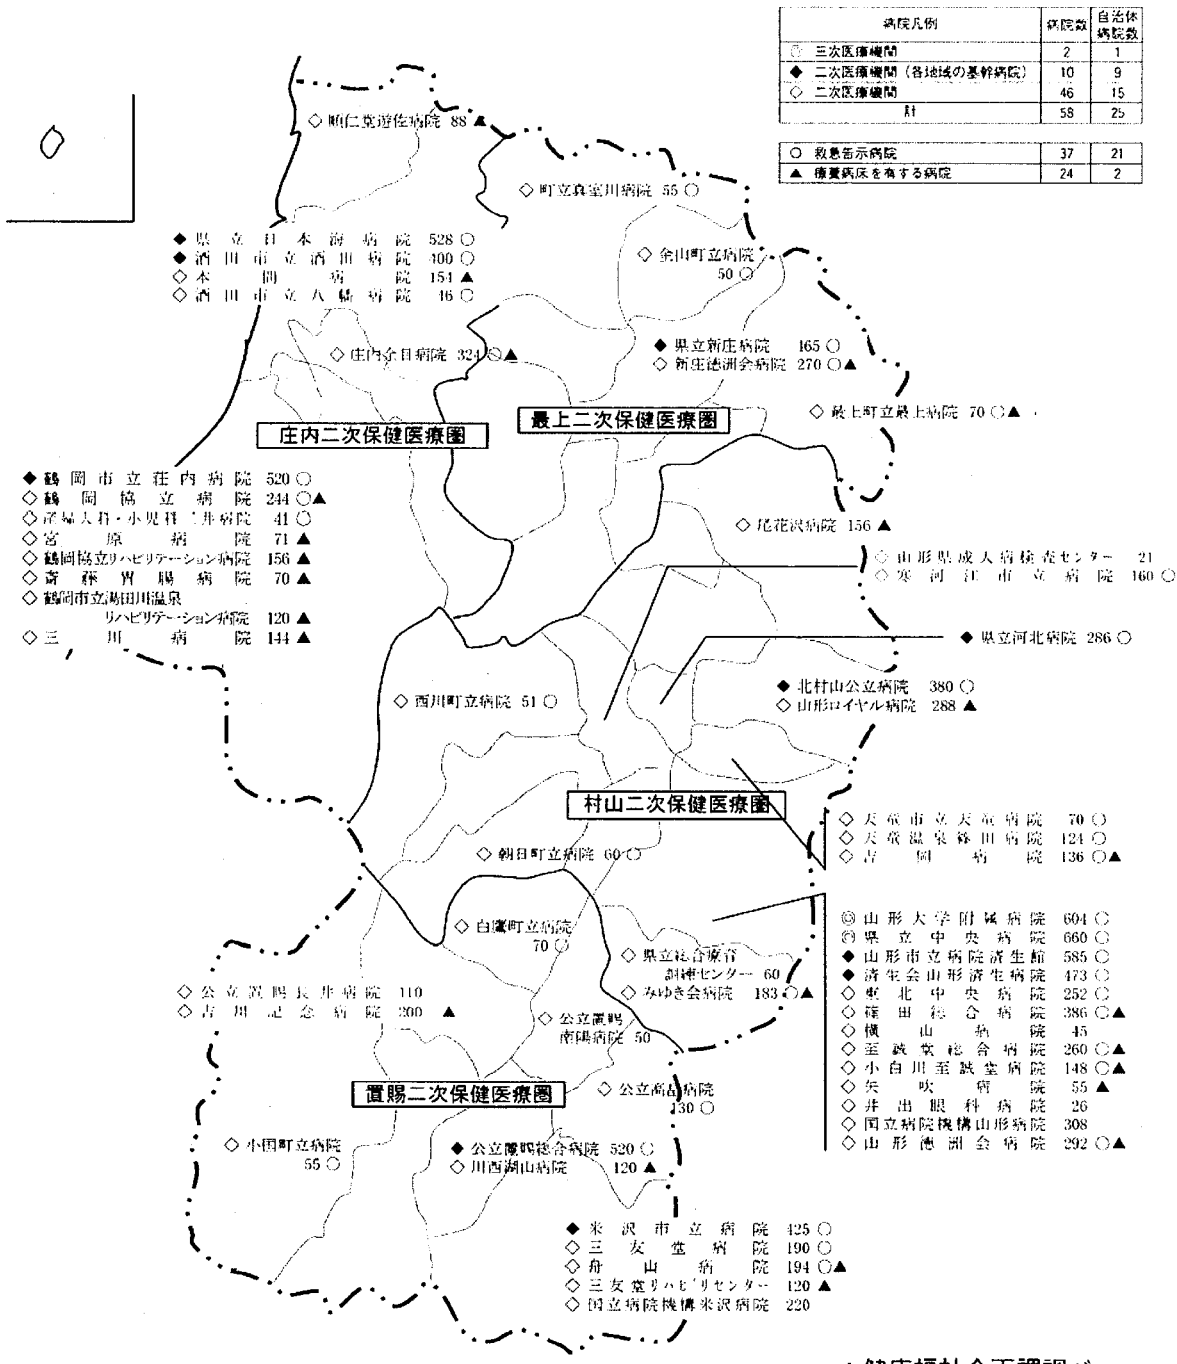 病院凡例 病院数 自治体病院数
◎ 三次医療機関 2 1
◆ 二次医療機関（各地域の基幹病院） 10 9
◇ 二次医療機関 46 15
計 58 25
○ 救急告示病院 37 21
▲ 療養病床を有する病院 24 2
◇ 順仁堂遊佐病院 88 ▲
◇ 町立真室川病院 55 ○
◆ 県立日本海病院 528 ○
◆ 酒田市立酒田病院 400 ○
◇ 本間病院 154 ▲
◇ 酒田市立八幡病院 46 ○
◇ 金山町立病院
50 ○
◇ 庄内余目病院 324 ○▲
◆ 県立新庄病院 465 ○
◇ 新庄徳洲会病院 270 ○▲
◇ 最上町立最上病院 70 ○▲
庄内二次保健医療圏
最上二次保健医療圏
◆ 鶴岡市立荘内病院 520 ○
◇ 鶴岡協立病院 244 ○▲
◇ 産婦人科・小児科三井病院 41 ○
◇ 宮原病院 71 ▲
◇ 鶴岡協立リハビリテーション病院 156 ▲
◇ 斎藤胃腸病院 70 ▲
◇ 鶴岡市立湯田川温泉
リハビリテーション病院 120 ▲
◇ 三川病院 144 ▲
◇ 尾花沢病院 156 ▲
◇ 山形県成人病検査センター 21
◇ 寒河江市立病院 160 ○
◆ 県立河北病院 286 ○
◇ 西川町立病院 51 ○
◆ 北村山公立病院 380 ○
◇ 山形ロイヤル病院 288 ▲
村山二次保健医療圏
◇ 天童市立天童病院 70 ○
◇ 天童温泉篠田病院 124 ○
◇ 吉岡病院 136 ○▲
◇ 朝日町立病院 60 ○
◇ 白鷹町立病院
70 ○
◎ 山形大学附属病院 604 ○
◎ 県立中央病院 660 ○
◆ 山形市立病院済生館 585 ○
◆ 済生会山形済生病院 473 ○
◇ 東北中央病院 252 ○
◇ 篠田総合病院 386 ○▲
◇ 横山病院 45
◇ 至誠堂総合病院 260 ○▲
◇ 小白川至誠堂病院 148 ○▲
◇ 矢吹病院 55 ▲
◇ 井出眼科病院 26
◇ 国立病院機構山形病院 308
◇ 山形徳洲会病院 292 ○▲
◇ 県立総合療育
訓練センター 60
◇ みゆき会病院 183 ○▲
◇ 公立置賜長井病院 110
◇ 吉川記念病院 200 ▲
◇ 公立置賜
南陽病院 50
置賜二次保健医療圏
◇ 公立高畠病院
130 ○
◇ 小国町立病院
55 ○
◆ 公立置賜総合病院 520 ○
◇ 川西湖山病院 120 ▲
◆ 米沢市立病院 425 ○
◇ 三友堂病院 190 ○
◇ 舟山病院 194 ○▲
◇ 三友堂リハビリセンター 120 ▲
◇ 国立病院機構米沢病院 220